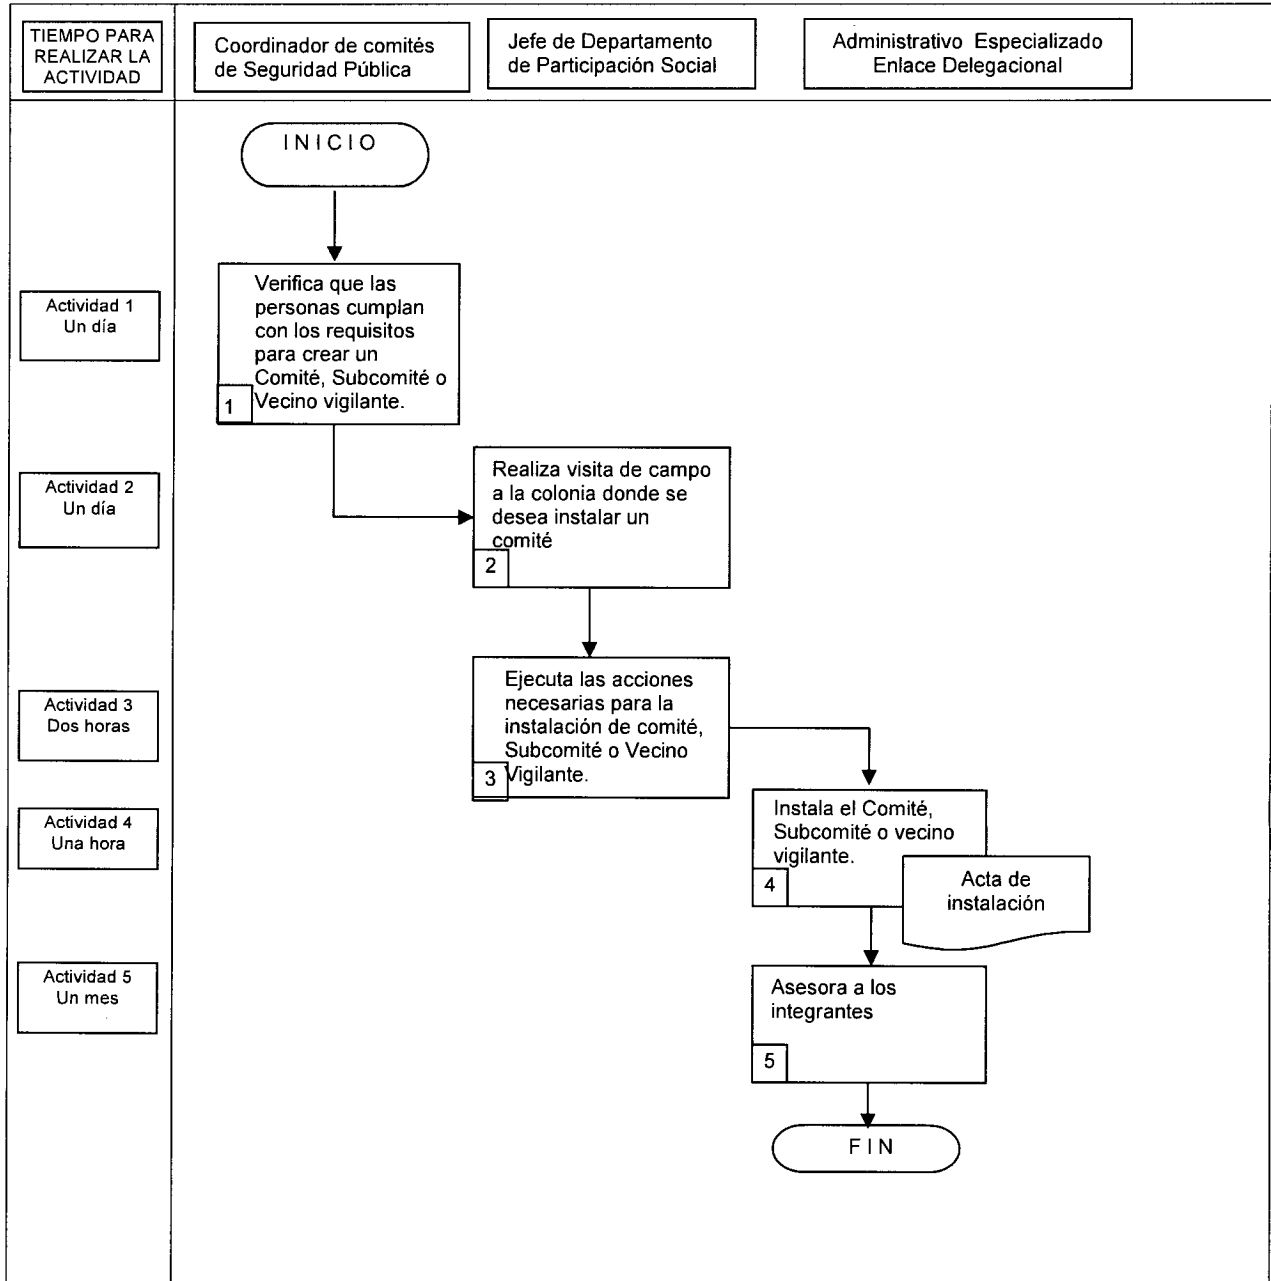 TIEMPO PARA
REALIZAR LA
ACTIVIDAD
Coordinador de comités
de Seguridad Pública
Jefe de Departamento
de Participación Social
Administrativo Especializado
Enlace Delegacional
INICIO
Actividad 1
Un día
Verifica que las
personas cumplan
con los requisitos
para crear un
Comité, Subcomité o
Vecino vigilante.
1
Actividad 2
Un día
Realiza visita de campo
a la colonia donde se
desea instalar un
comité
2
Actividad 3
Dos horas
Ejecuta las acciones
necesarias para la
instalación de comité,
Subcomité o Vecino
Vigilante.
3
Actividad 4
Una hora
Instala el Comité,
Subcomité o vecino
vigilante.
4
Acta de
instalación
Actividad 5
Un mes
Asesora a los
integrantes
5
FIN